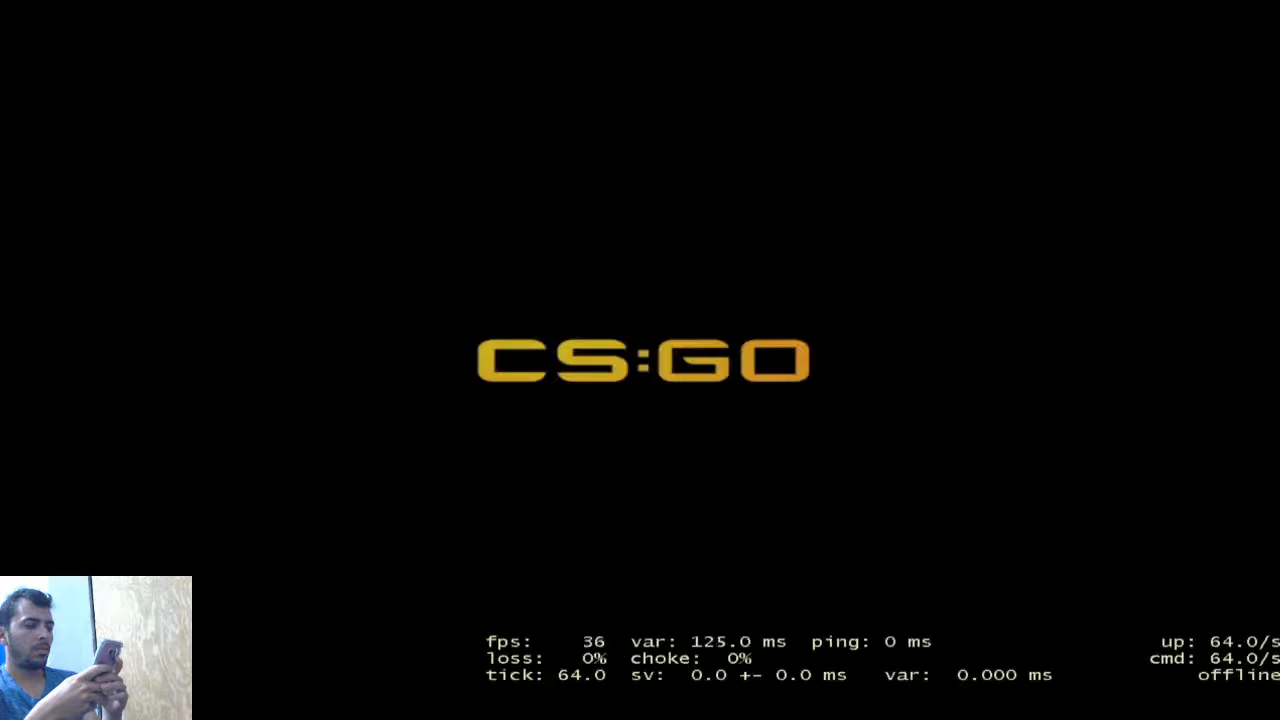 CS:GO
fps: 36 var: 125.0 ms ping: 0 ms up: 64.0/s
loss: 0% choke: 0% cmd: 64.0/s
tick: 64.0 sv: 0.0 +- 0.0 ms var: 0.000 ms offline